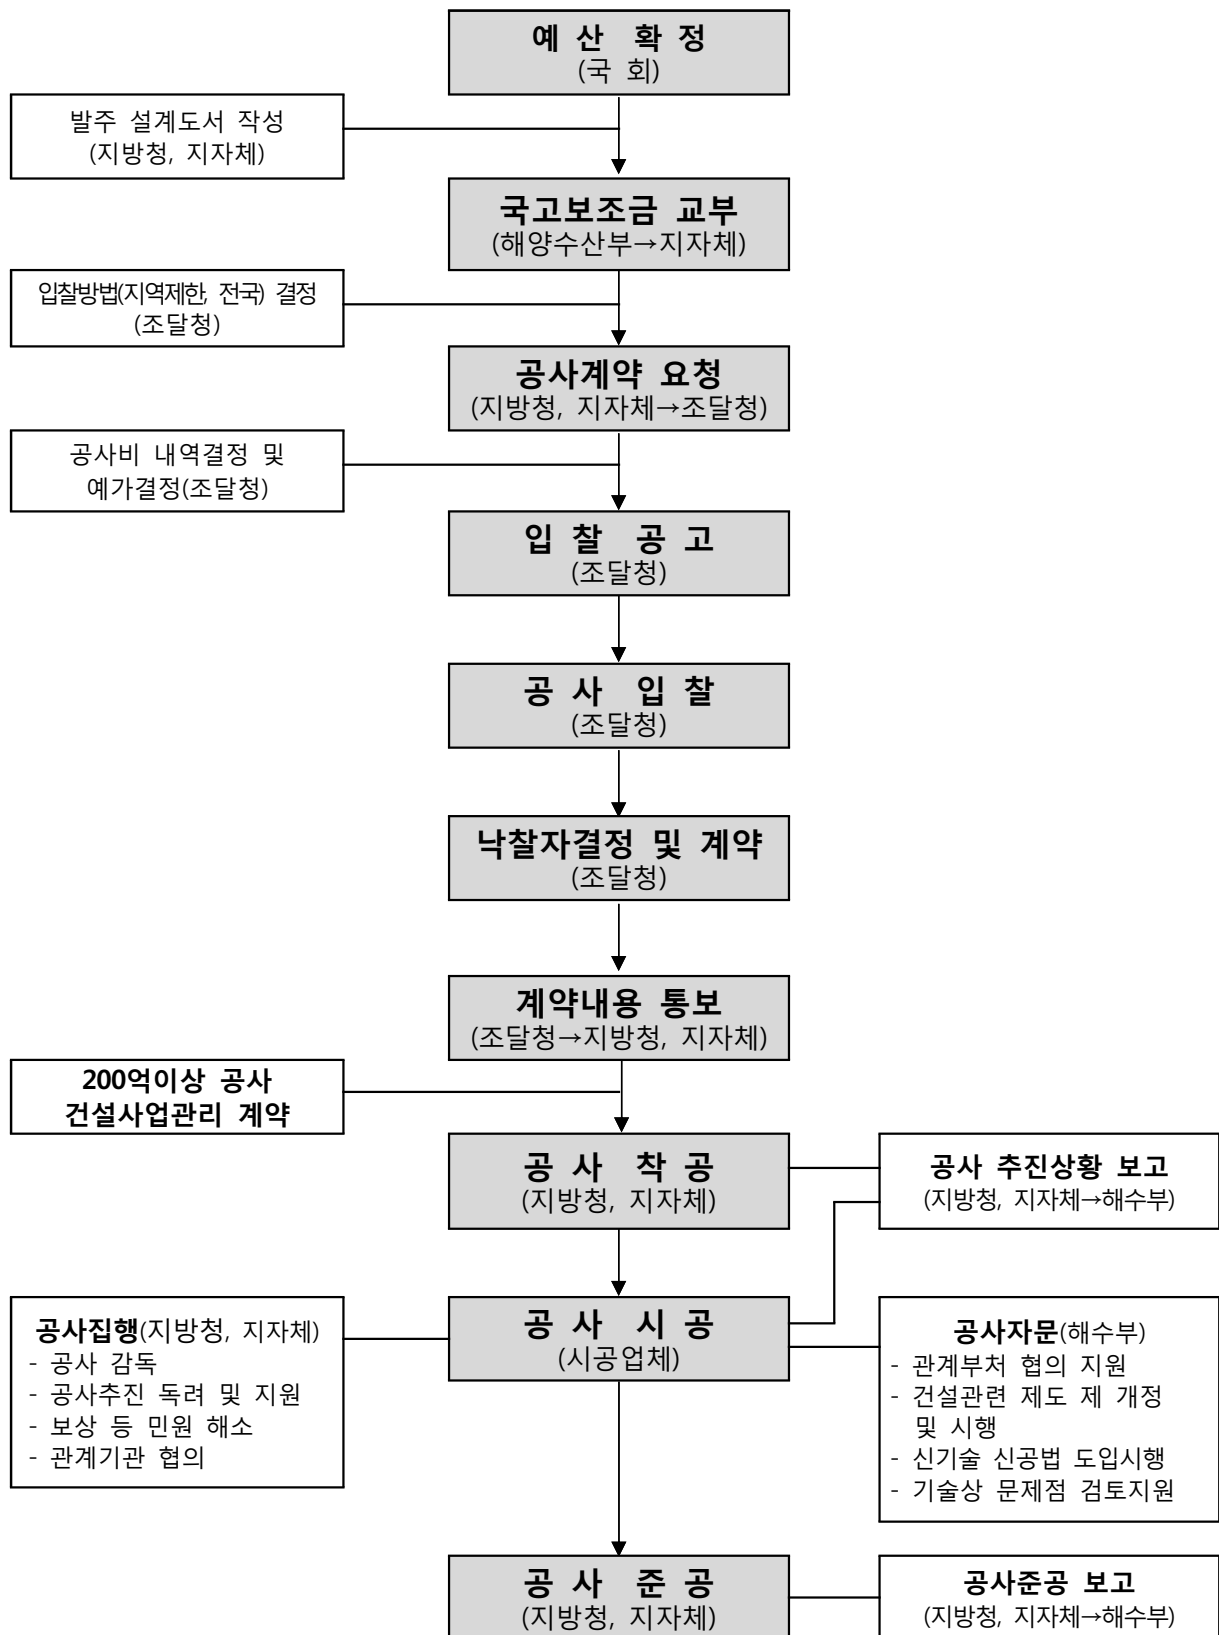 예 산 확 정
(국 회)
발주 설계도서 작성
(지방청, 지자체)
국고보조금 교부
(해양수산부→지자체)
입찰방법(지역제한, 전국) 결정
(조달청)
공사계약 요청
(지방청, 지자체→조달청)
공사비 내역결정 및
예가결정(조달청)
입 찰 공 고
(조달청)
공 사 입 찰
(조달청)
낙찰자결정 및 계약
(조달청)
계약내용 통보
(조달청→지방청, 지자체)
200억이상 공사
건설사업관리 계약
공 사 착 공
(지방청, 지자체)
공사 추진상황 보고
(지방청, 지자체→해수부)
공사집행(지방청, 지자체)
- 공사 감독
- 공사추진 독려 및 지원
- 보상 등 민원 해소
- 관계기관 협의
공 사 시 공
(시공업체)
공사자문(해수부)
- 관계부처 협의 지원
- 건설관련 제도 제 개정
및 시행
- 신기술 신공법 도입시행
- 기술상 문제점 검토지원
공 사 준 공
(지방청, 지자체)
공사준공 보고
(지방청, 지자체→해수부)